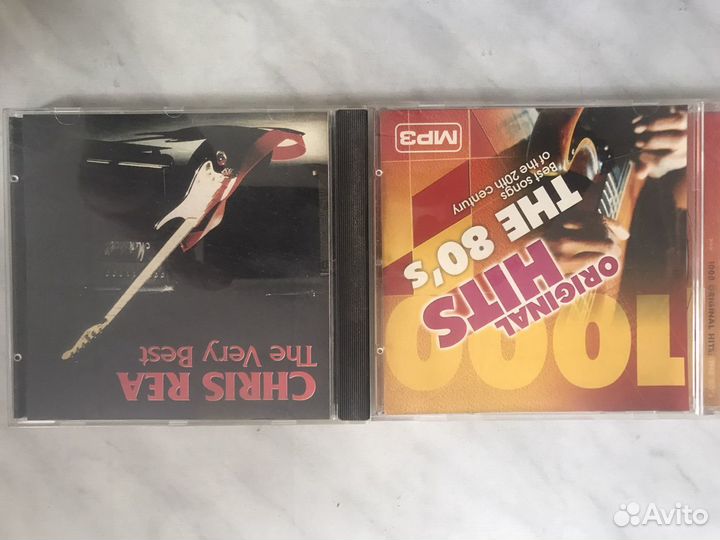 CHRIS REA
The Very Best
Marshall
1000
ORIGINAL
HITS
THE 80's
Best songs
of the 20th century
MP3
1000 ORIGINAL HITS
Avito